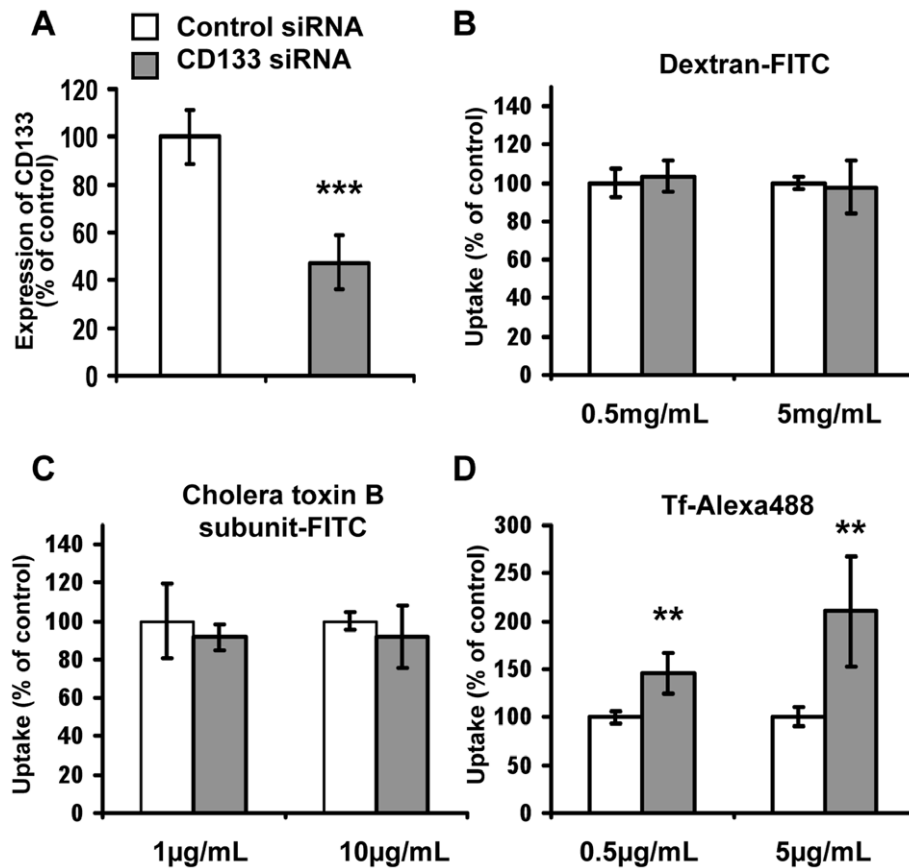 A
Control siRNA
CD133 siRNA
Expression of CD133
(% of control)
120
100
80
60
40
20
0
***
B
Dextran-FITC
Uptake (% of control)
140
120
100
80
60
40
20
0
0.5mg/mL 5mg/mL
C
Cholera toxin B
subunit-FITC
Uptake (% of control)
140
120
100
80
60
40
20
0
1µg/mL 10µg/mL
D
Tf-Alexa488
Uptake (% of control)
300
250
200
150
100
50
0
**
**
0.5µg/mL 5µg/mL